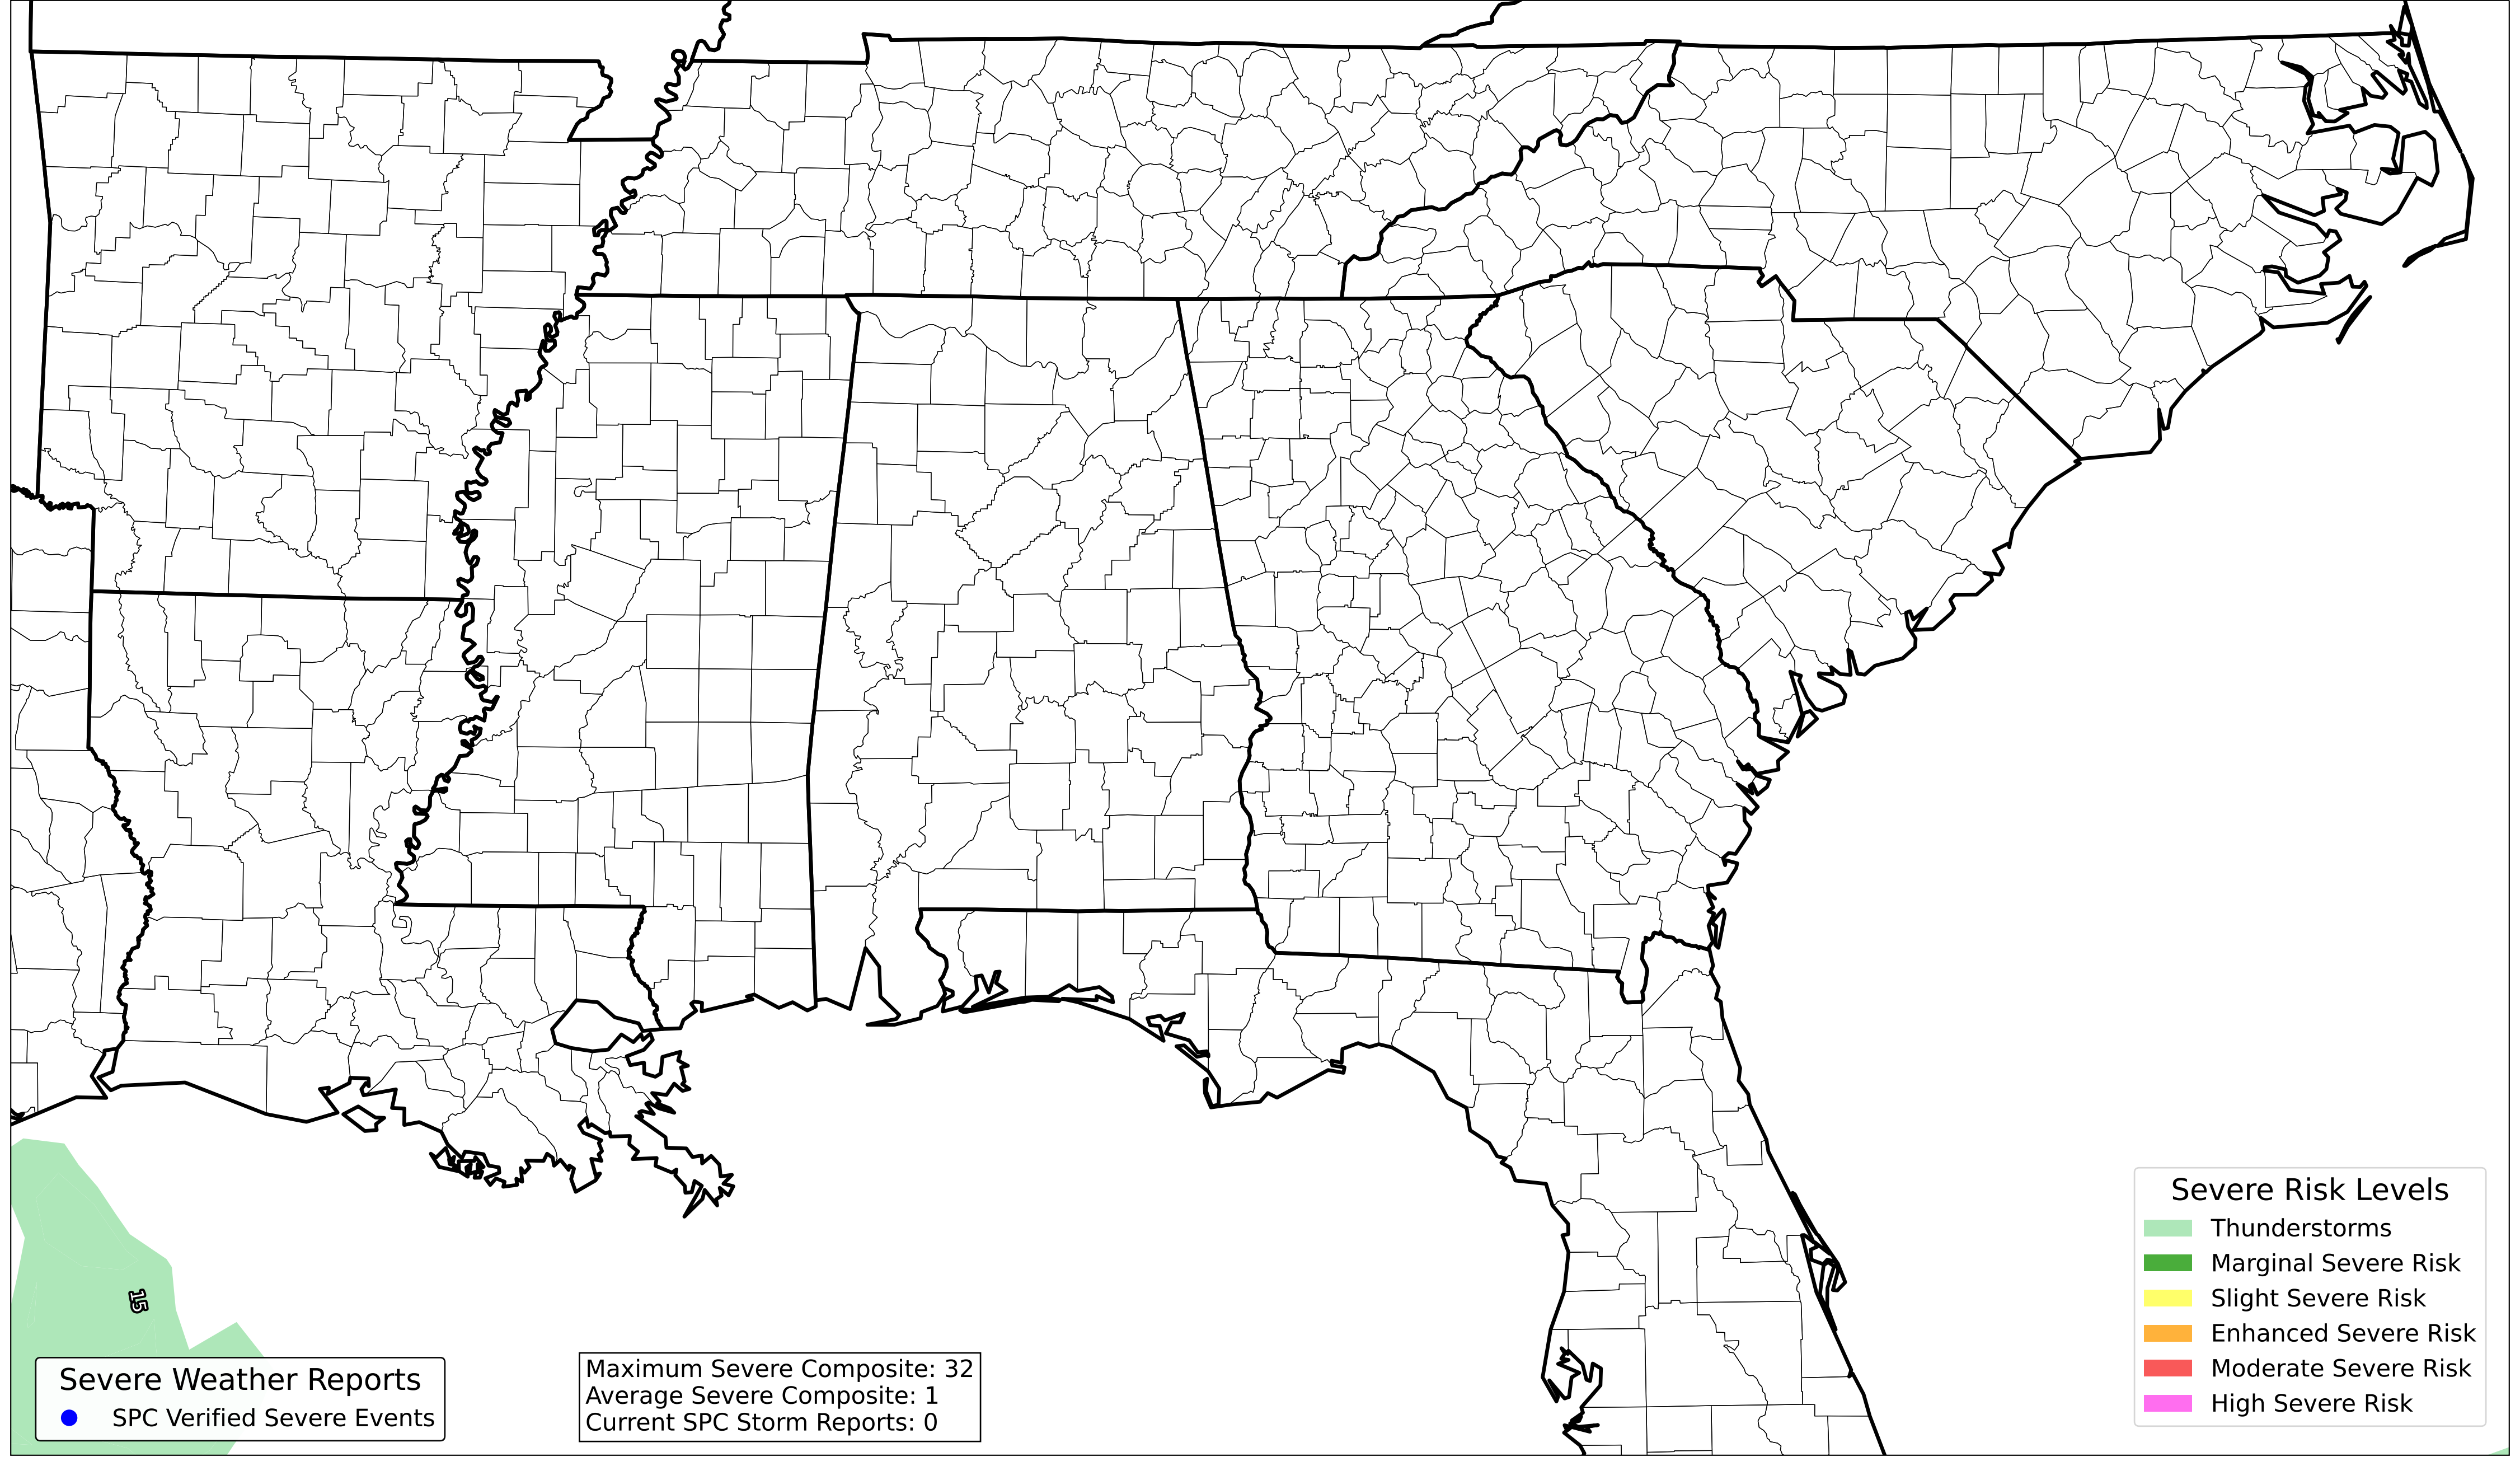 15
Severe Weather Reports
SPC Verified Severe Events
Maximum Severe Composite: 32
Average Severe Composite: 1
Current SPC Storm Reports: 0
Severe Risk Levels
Thunderstorms
Marginal Severe Risk
Slight Severe Risk
Enhanced Severe Risk
Moderate Severe Risk
High Severe Risk